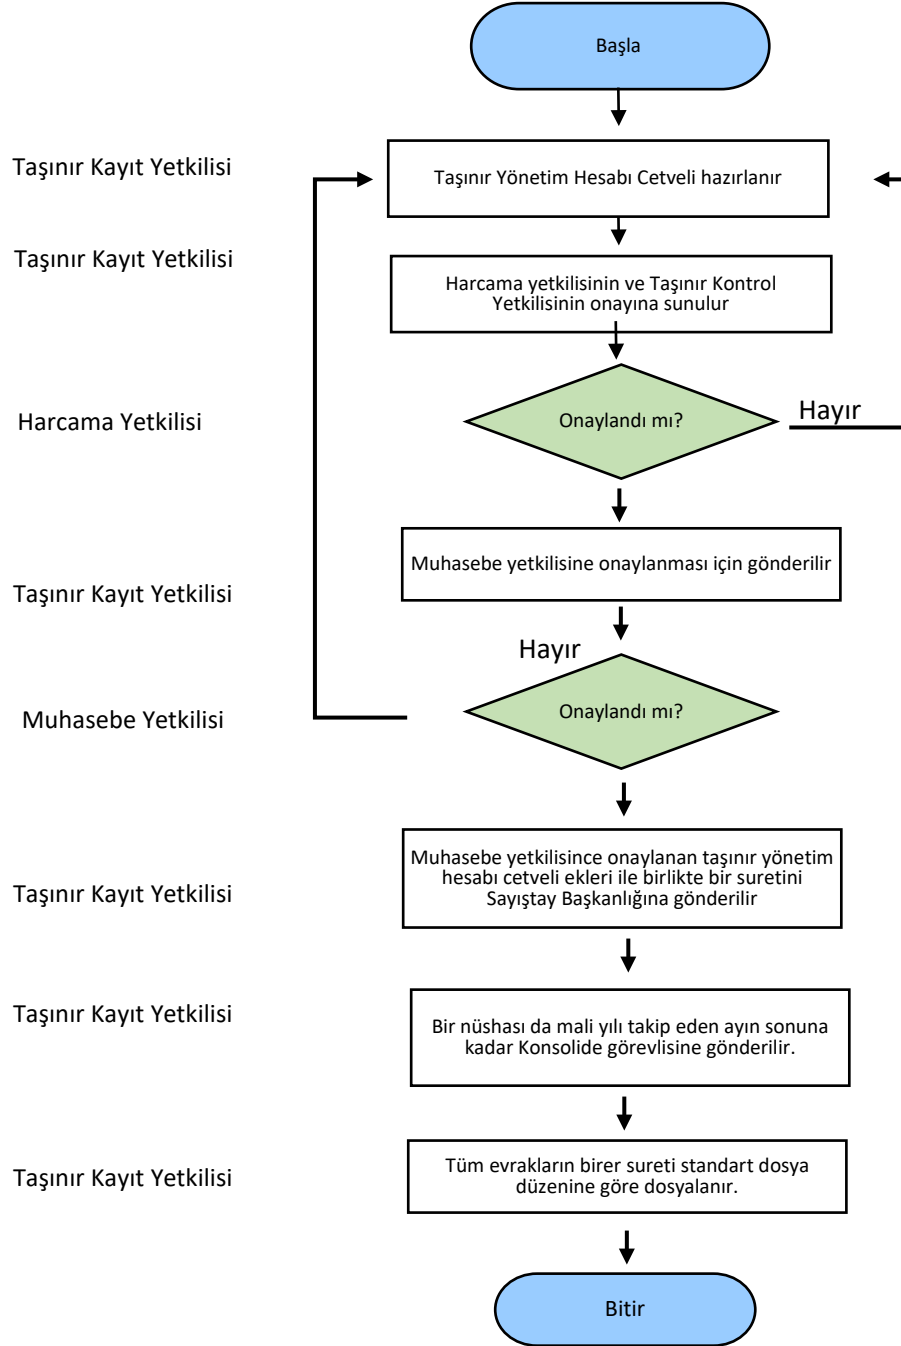 Başla
Taşınır Kayıt Yetkilisi
Taşınır Yönetim Hesabı Cetveli hazırlanır
Taşınır Kayıt Yetkilisi
Harcama yetkilisinin ve Taşınır Kontrol
Yetkilisinin onayına sunulur
Harcama Yetkilisi
Onaylandı mı?
Hayır
Muhasebe yetkilisine onaylanması için gönderilir
Taşınır Kayıt Yetkilisi
Hayır
Muhasebe Yetkilisi
Onaylandı mı?
Taşınır Kayıt Yetkilisi
Muhasebe yetkilisince onaylanan taşınır yönetim
hesabı cetveli ekleri ile birlikte bir suretini
Sayıştay Başkanlığına gönderilir
Taşınır Kayıt Yetkilisi
Bir nüshası da mali yılı takip eden ayın sonuna
kadar Konsolide görevlisine gönderilir.
Taşınır Kayıt Yetkilisi
Tüm evrakların birer sureti standart dosya
düzenine göre dosyalanır.
Bitir